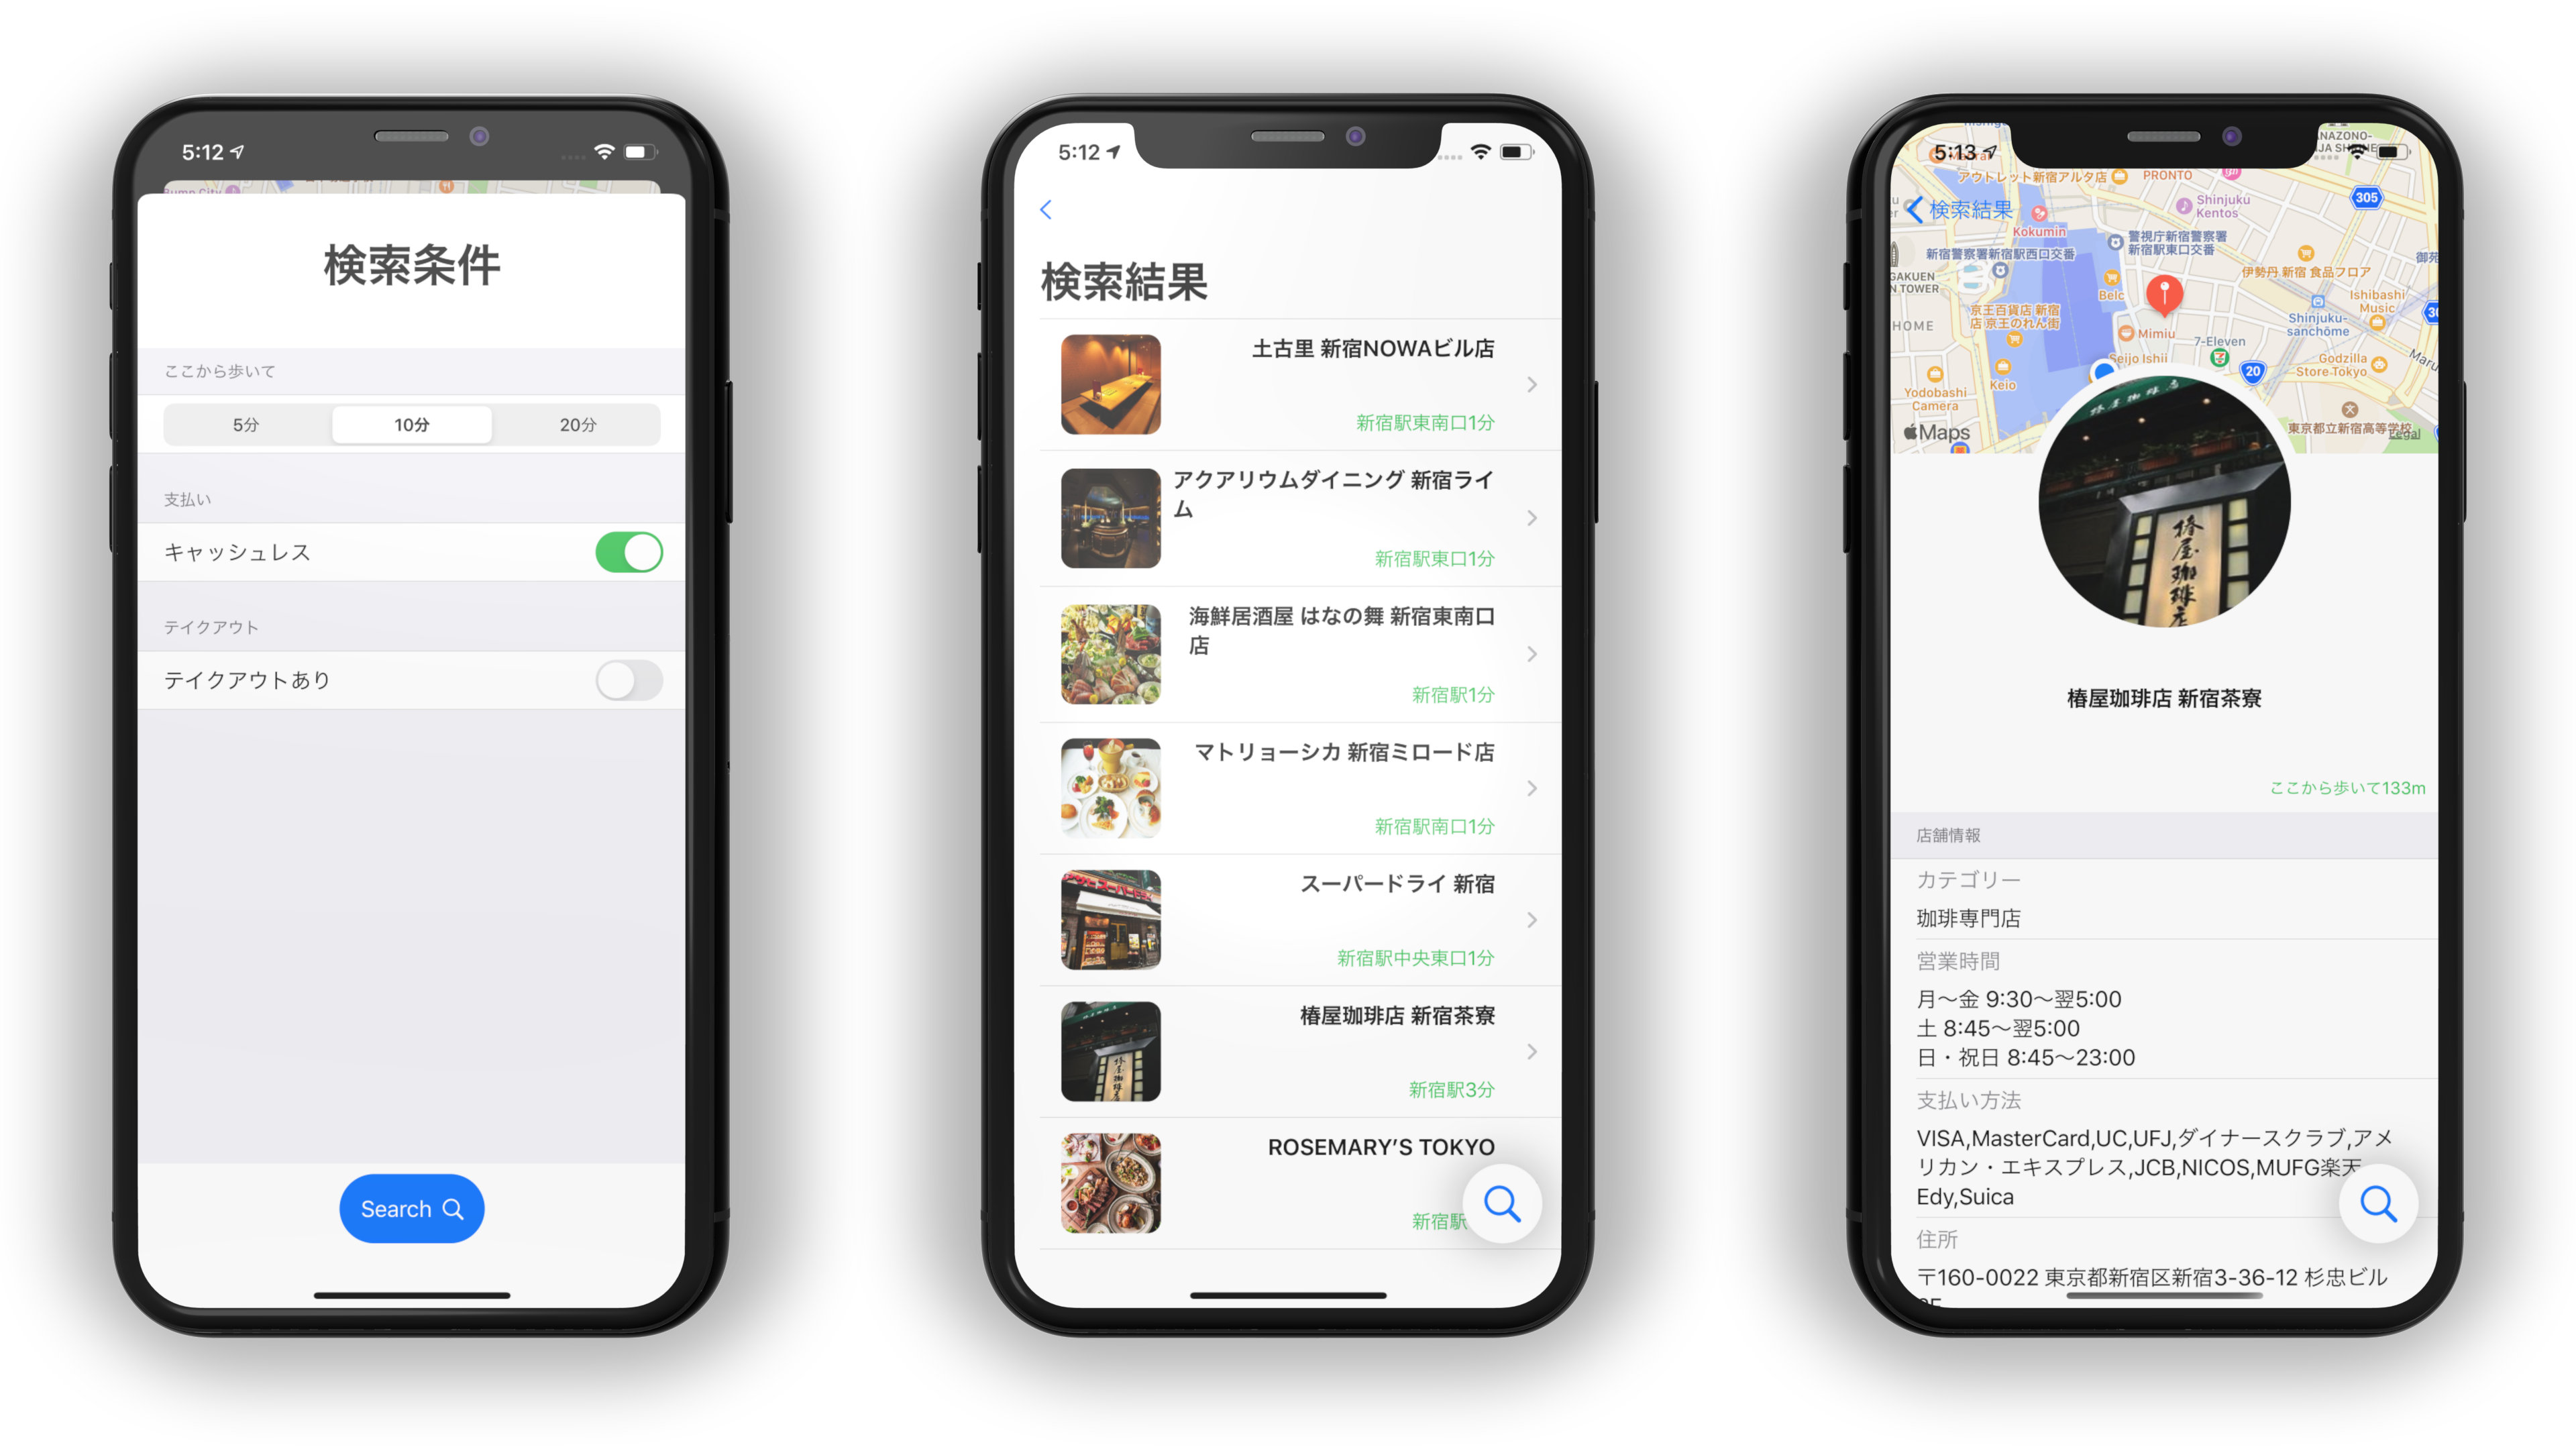 5:12
Bump City
検索条件
ここから歩いて
5分
10分
20分
支払い
キャッシュレス
テイクアウト
テイクアウトあり
Search
5:12
検索結果
土古里 新宿NOWAビル店
新宿駅東南口1分
アクアリウムダイニング 新宿ライ
ム
新宿駅東口1分
海鮮居酒屋 はなの舞 新宿東南口
店
新宿駅1分
マトリョーシカ 新宿ミロード店
新宿駅南口1分
スーパードライ 新宿
新宿駅中央東口1分
椿屋珈琲店 新宿茶寮
新宿駅3分
ROSEMARY’S TOKYO
新宿駅
5:13
検索結果
アウトレット新宿アルタ店
PRONTO
305
Shinjuku
Kentos
Kokumin
新宿警察署新宿駅西口交番
警視庁新宿警察署
新宿駅東口交番
伊勢丹 新宿 食品フロア
御苑
GAKUEN
N TOWER
Belc
Ishibashi
Music
京王百貨店 新宿
店 京王のれん街
HOME
Mimiu
Shinjuku-
sanchōme
7-Eleven
Seijo Ishii
Godzilla
Store Tokyo
20
Keio
Yodobashi
Camera
Maps
東京都立新宿高等学校
Legal
椿屋珈琲店
椿屋珈琲店 新宿茶寮
ここから歩いて133m
店舗情報
カテゴリー
珈琲専門店
営業時間
月〜金 9:30〜翌5:00
土 8:45〜翌5:00
日・祝日 8:45〜23:00
支払い方法
VISA,MasterCard,UC,UFJ,ダイナースクラブ,アメ
リカン・エキスプレス,JCB,NICOS,MUFG楽天
Edy,Suica
住所
〒160-0022 東京都新宿区新宿3-36-12 杉忠ビル